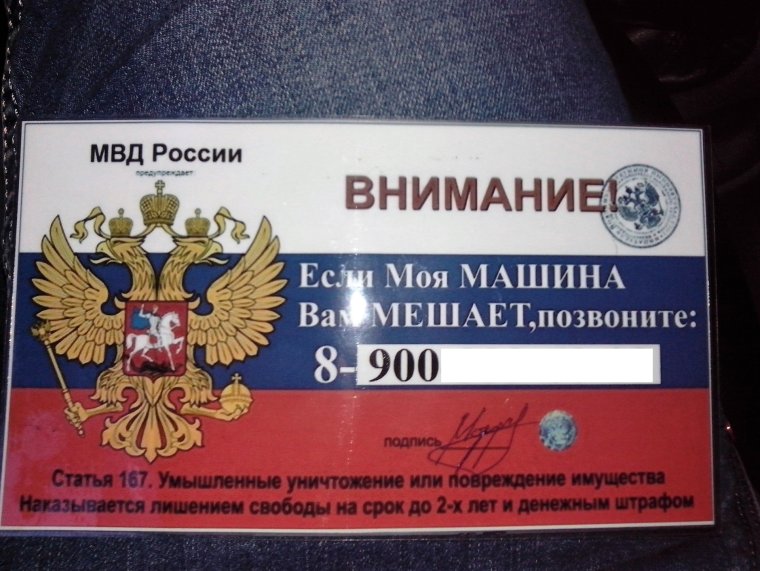 МВД России
предупреждает
ВНИМАНИЕ!
Если Моя МАШИНА
Вам МЕШАЕТ,позвоните:
8-900
подпись
Статья 167. Умышленные уничтожение или повреждение имущества
Наказывается лишением свободы на срок до 2-х лет и денежным штрафом